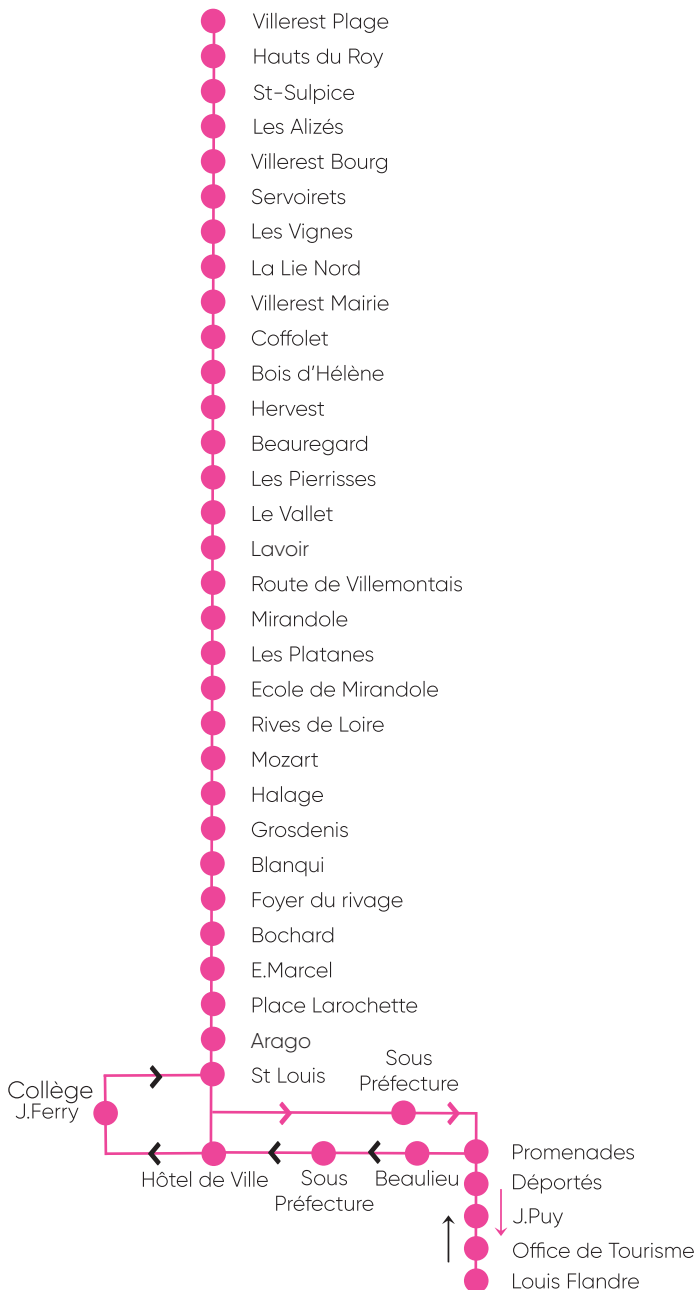 Villerest Plage
Hauts du Roy
St-Sulpice
Les Alizés
Villerest Bourg
Servoirets
Les Vignes
La Lie Nord
Villerest Mairie
Coffolet
Bois d'Hélène
Hervest
Beauregard
Les Pierrisses
Le Vallet
Lavoir
Route de Villemontais
Mirandole
Les Platanes
Ecole de Mirandole
Rives de Loire
Mozart
Halage
Grosdenis
Blanqui
Foyer du rivage
Bochard
E.Marcel
Place Larochette
Arago
St Louis
Sous
Préfecture
Collège
J.Ferry
Hôtel de Ville
Sous
Préfecture
Beaulieu
Promenades
Déportés
J.Puy
Office de Tourisme
Louis Flandre